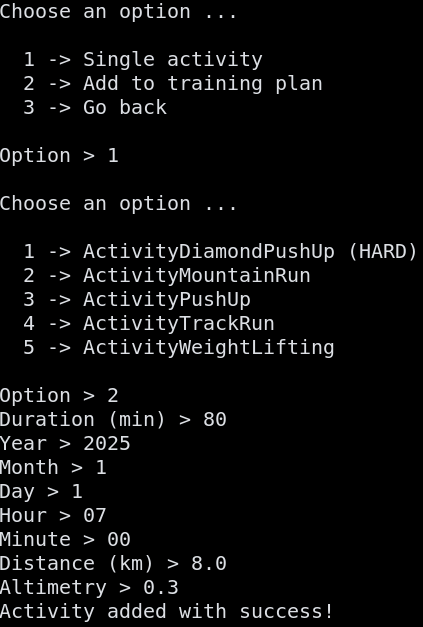 Choose an option ...
1 -> Single activity
2 -> Add to training plan
3 -> Go back
Option > 1
Choose an option ...
1 -> ActivityDiamondPushUp (HARD)
2 -> ActivityMountainRun
3 -> ActivityPushUp
4 -> ActivityTrackRun
5 -> ActivityWeightLifting
Option > 2
Duration (min) > 80
Year > 2025
Month > 1
Day > 1
Hour > 07
Minute > 00
Distance (km) > 8.0
Altimetry > 0.3
Activity added with success!